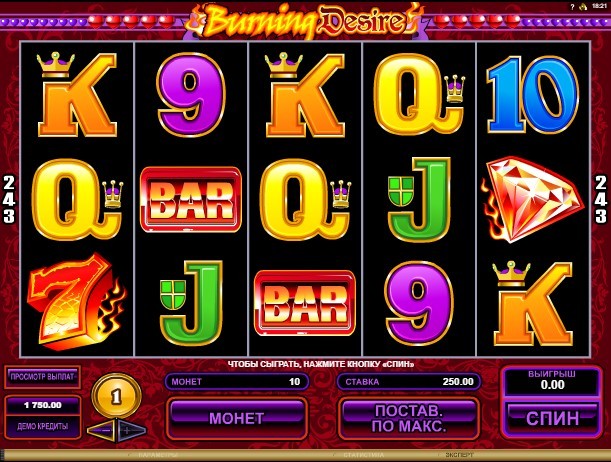 Burning Desire
? 18:21
K 9 K Q 10
243 Q BAR Q J 243
7 J BAR 9 K
ЧТОБЫ СЫГРАТЬ, НАЖМИТЕ КНОПКУ «СПИН»
ПРОСМОТР ВЫПЛАТ
МОНЕТ 10
СТАВКА 250.00
ВЫИГРЫШ
0.00
1 750.00
ДЕМО КРЕДИТЫ
1
МОНЕТ
ПОСТАВ.
ПО МАКС.
СПИН
ПАРАМЕТРЫ СТАТИСТИКА ЭКСПЕРТ